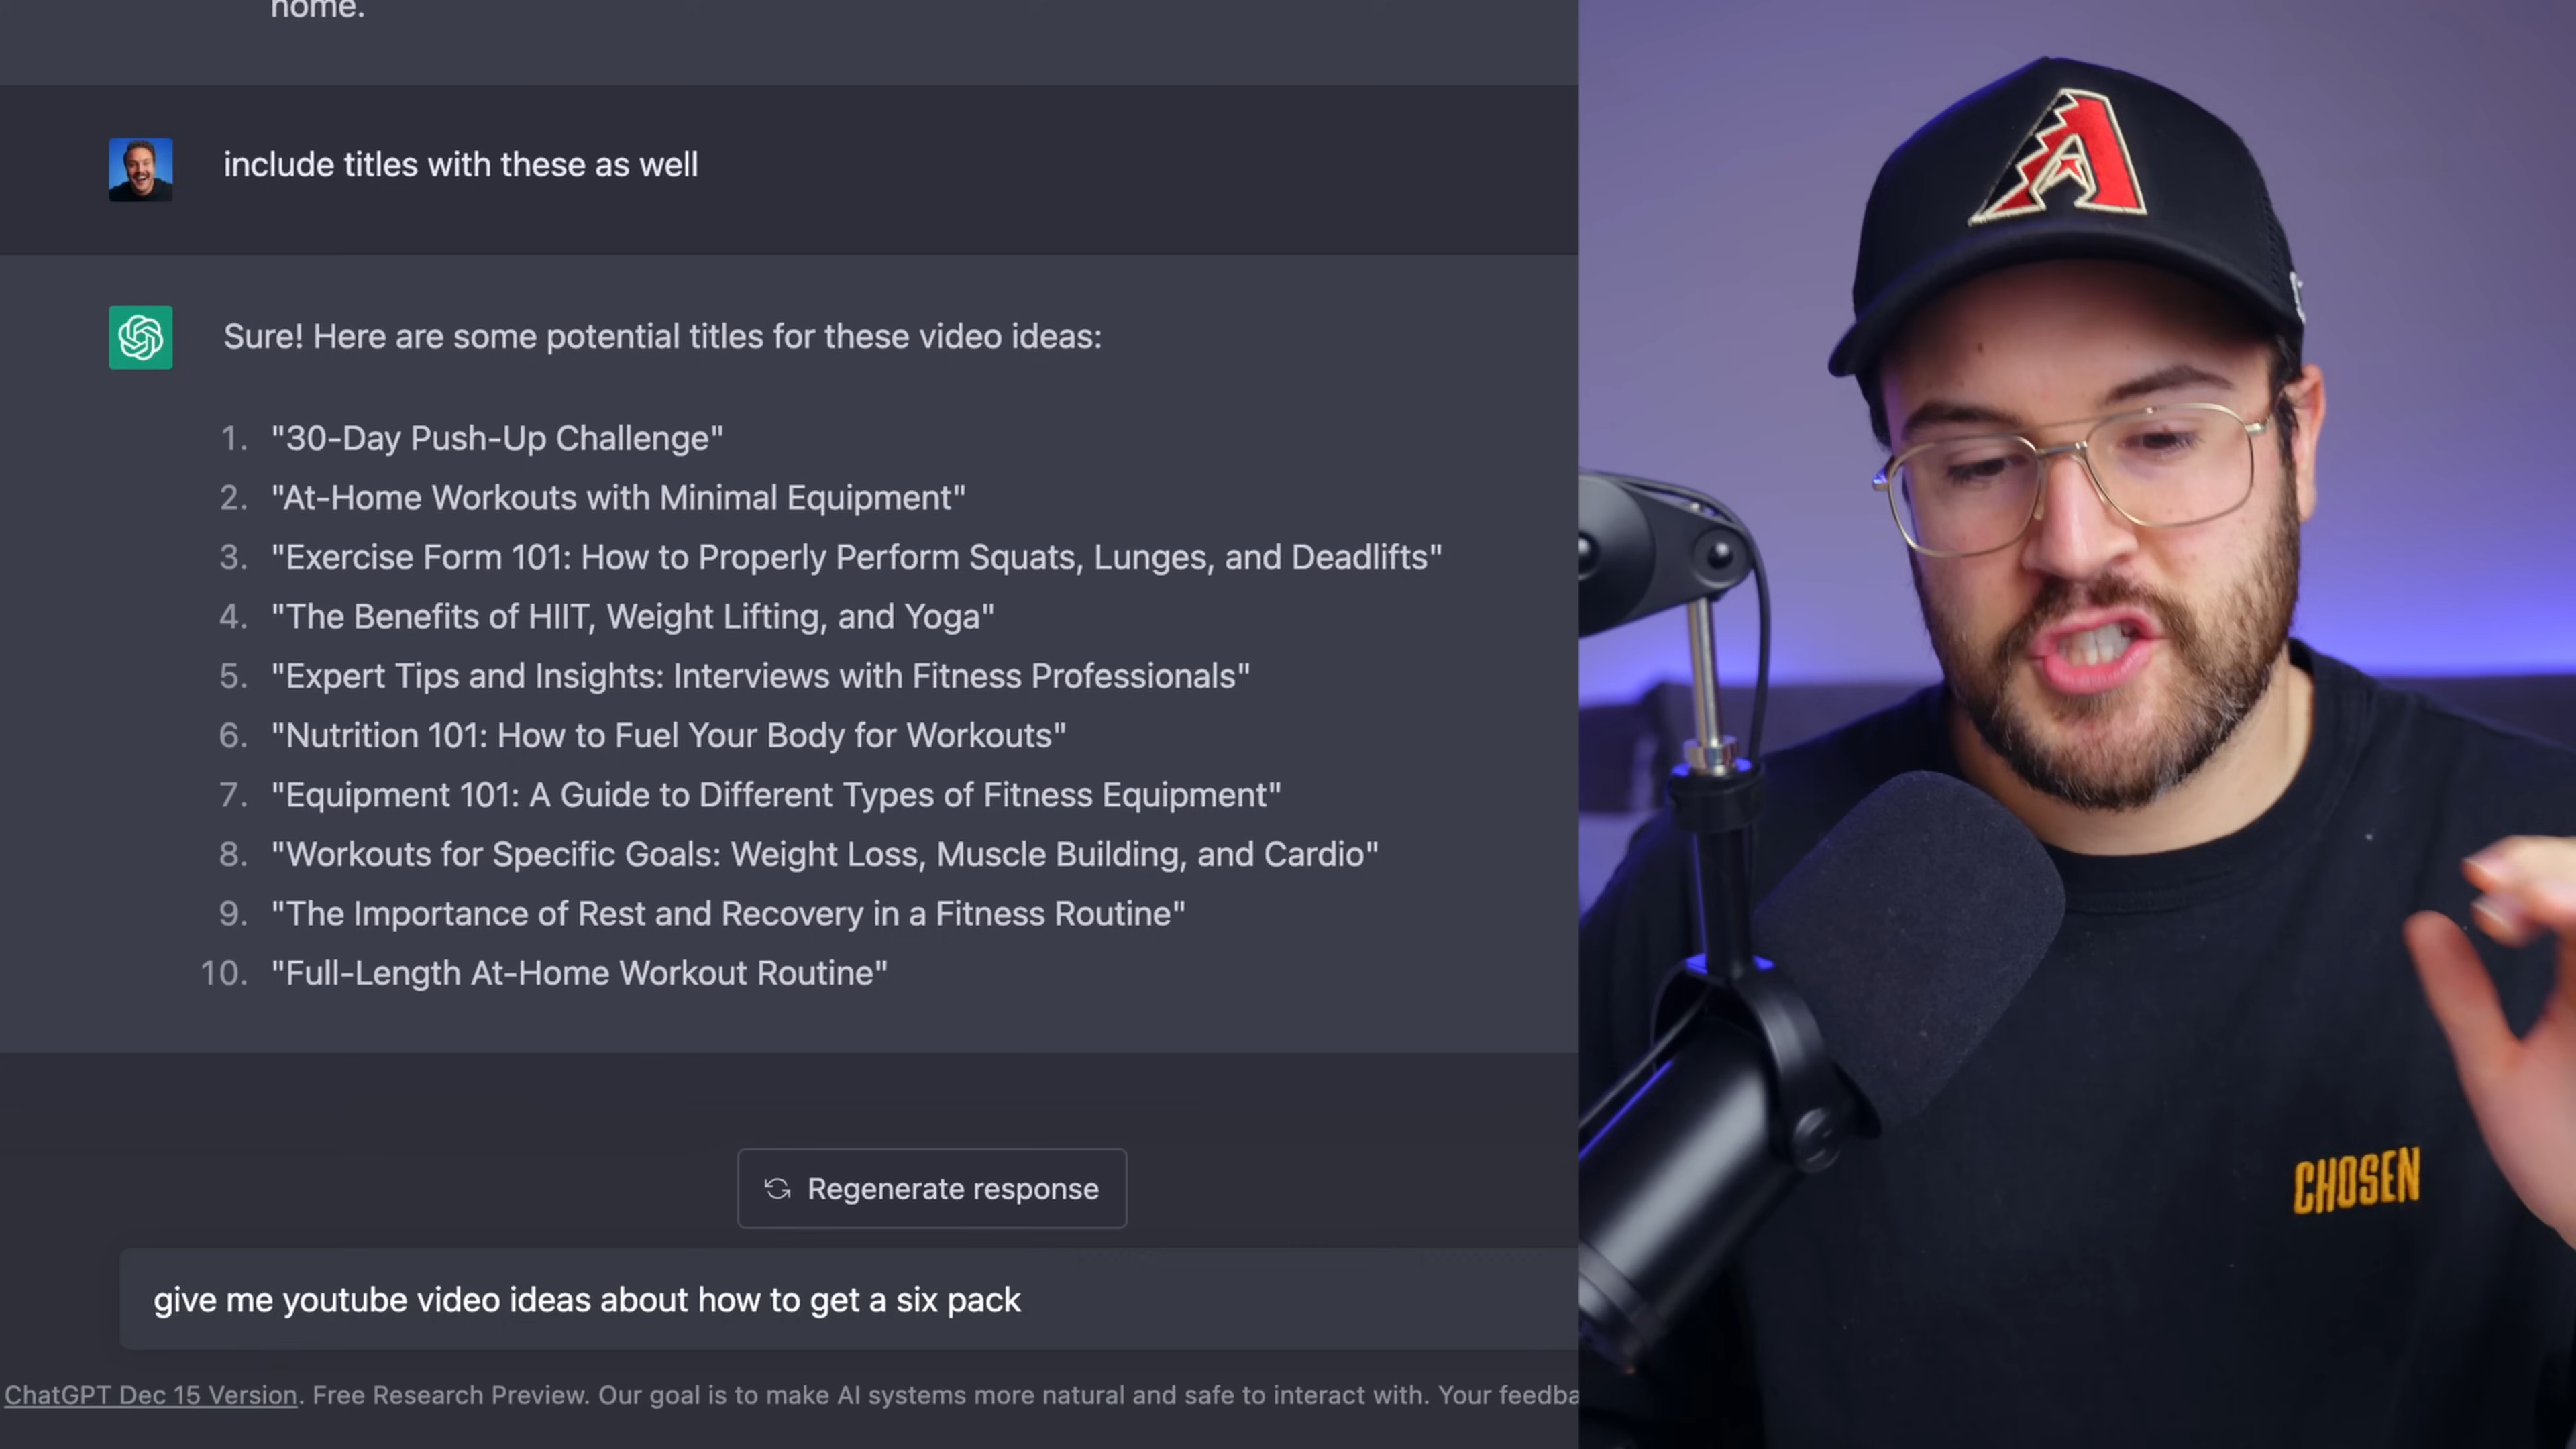 home.
include titles with these as well
Sure! Here are some potential titles for these video ideas:
1. "30-Day Push-Up Challenge"
2. "At-Home Workouts with Minimal Equipment"
3. "Exercise Form 101: How to Properly Perform Squats, Lunges, and Deadlifts"
4. "The Benefits of HIIT, Weight Lifting, and Yoga"
5. "Expert Tips and Insights: Interviews with Fitness Professionals"
6. "Nutrition 101: How to Fuel Your Body for Workouts"
7. "Equipment 101: A Guide to Different Types of Fitness Equipment"
8. "Workouts for Specific Goals: Weight Loss, Muscle Building, and Cardio"
9. "The Importance of Rest and Recovery in a Fitness Routine"
10. "Full-Length At-Home Workout Routine"
Regenerate response
give me youtube video ideas about how to get a six pack
ChatGPT Dec 15 Version. Free Research Preview. Our goal is to make AI systems more natural and safe to interact with. Your feedba
A
CHOSEN